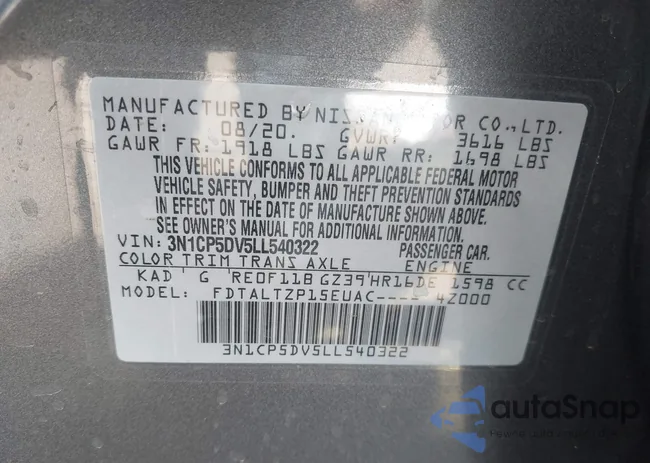 MANUFACTURED BY NISSAN MOTOR CO., LTD.
DATE: 08/20. GVWR: 3616 LBS
GAWR FR: 1918 LBS GAWR RR: 1698 LBS
THIS VEHICLE CONFORMS TO ALL APPLICABLE FEDERAL MOTOR
VEHICLE SAFETY, BUMPER AND THEFT PREVENTION STANDARDS
IN EFFECT ON THE DATE OF MANUFACTURE SHOWN ABOVE.
SEE OWNER'S MANUAL FOR ADDITIONAL INFORMATION.
VIN: 3N1CP5DV5LL540322 PASSENGER CAR.
COLOR TRIM TRANS AXLE ENGINE
KAD G RE0F11B GZ39 HR16DE 1598 CC
MODEL: FDTALTZP15EUAC---- 4Z000
3N1CP5DV5LL540322
autoSnap